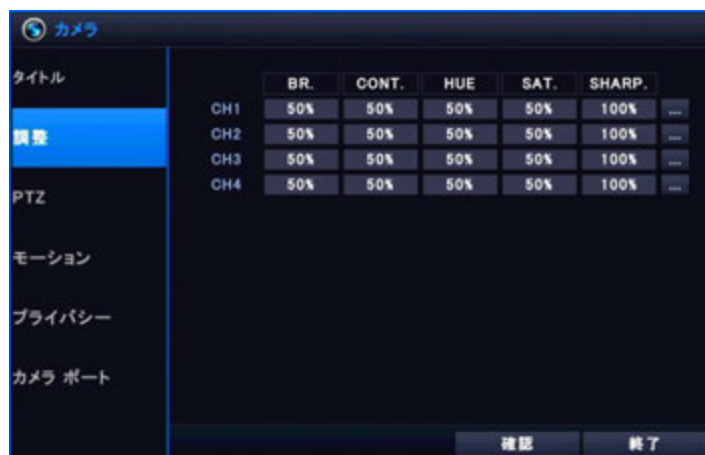 カメラ
タイトル
調整
PTZ
モーション
プライバシー
カメラ ポート
BR. CONT. HUE SAT. SHARP.
CH1 50% 50% 50% 50% 100% ...
CH2 50% 50% 50% 50% 100% ...
CH3 50% 50% 50% 50% 100% ...
CH4 50% 50% 50% 50% 100% ...
確認 終了